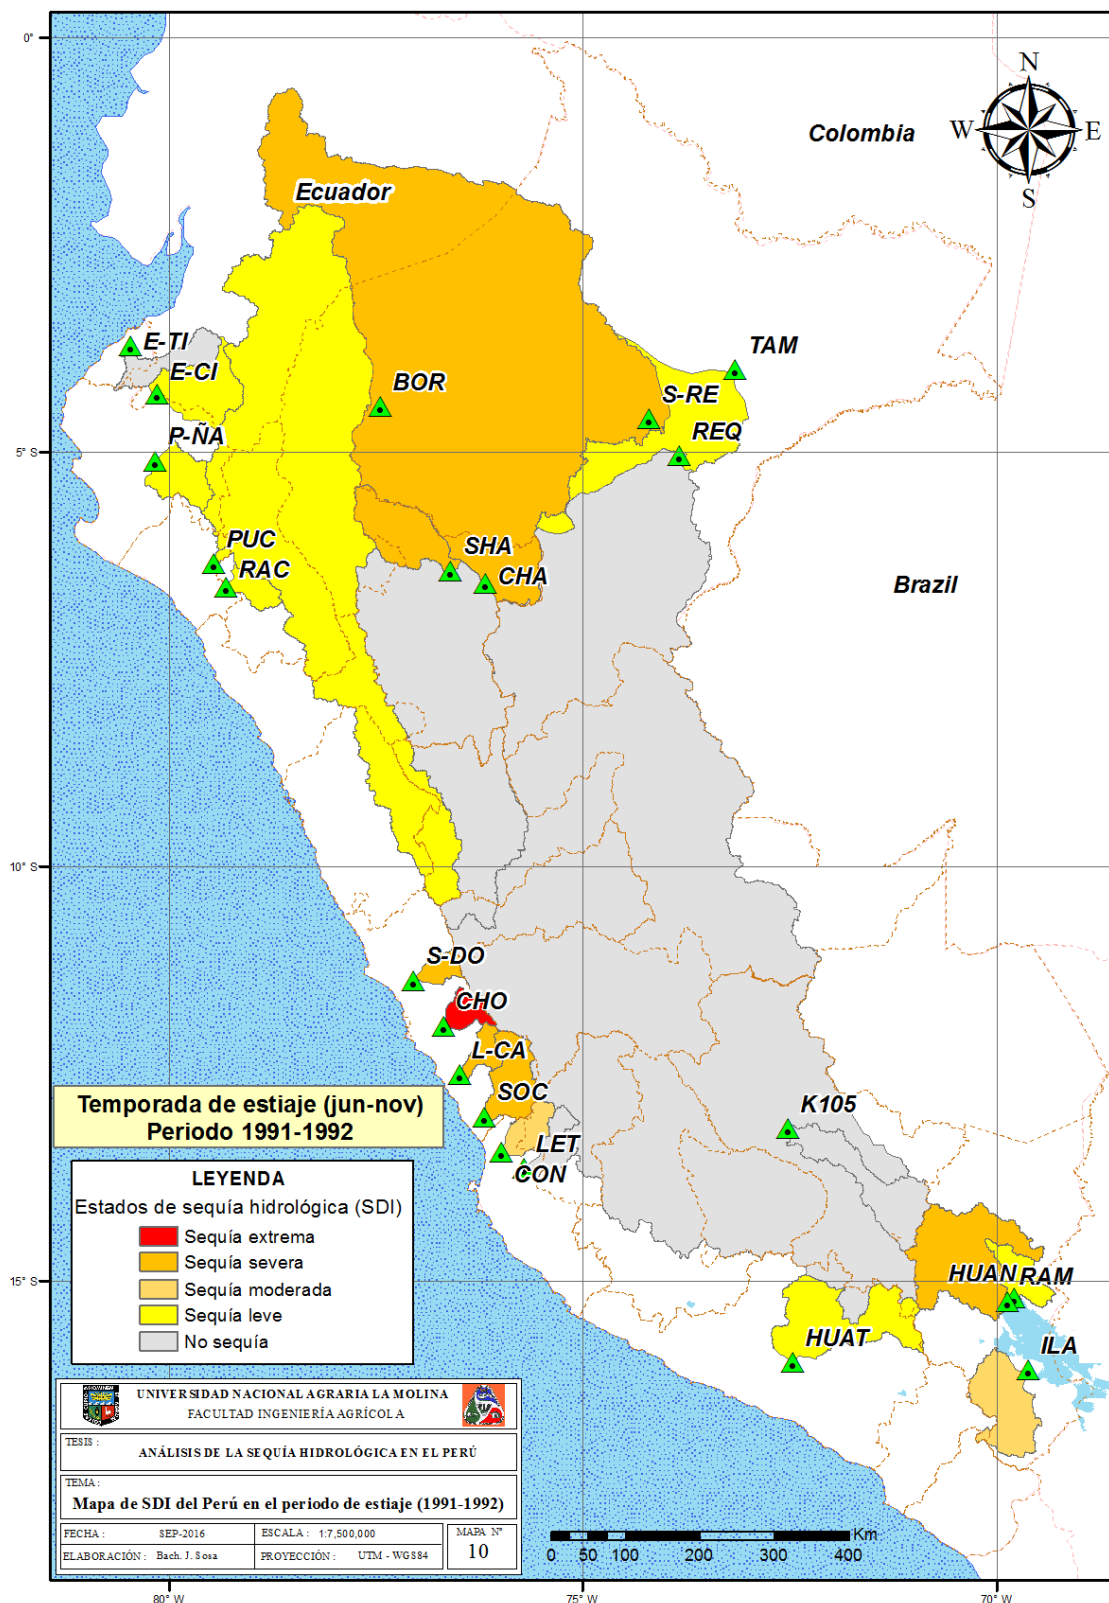 0°
N
W
E
S
Colombia
Ecuador
E-TI
TAM
E-CI
BOR
S-RE
P-ÑA
REQ
5° S
PUC
SHA
RAC
CHA
Brazil
10° S
S-DO
CHO
L-CA
SOC
K105
LET
CON
15° S
HUAN
RAM
HUAT
ILA
Temporada de estiaje (jun-nov)
Periodo 1991-1992
LEYENDA
Estados de sequía hidrológica (SDI)
Sequía extrema
Sequía severa
Sequía moderada
Sequía leve
No sequía
UNIVERSIDAD NACIONAL AGRARIA LA MOLINA
FACULTAD INGENIERÍA AGRÍCOLA
TESIS :
ANÁLISIS DE LA SEQUÍA HIDROLÓGICA EN EL PERÚ
TEMA :
Mapa de SDI del Perú en el periodo de estiaje (1991-1992)
FECHA : SEP-2016
ESCALA : 1:7,500,000
MAPA Nº
10
ELABORACIÓN : Bach. J. Sosa
PROYECCIÓN : UTM - WGS84
Km
0 50 100 200 300 400
80° W
75° W
70° W